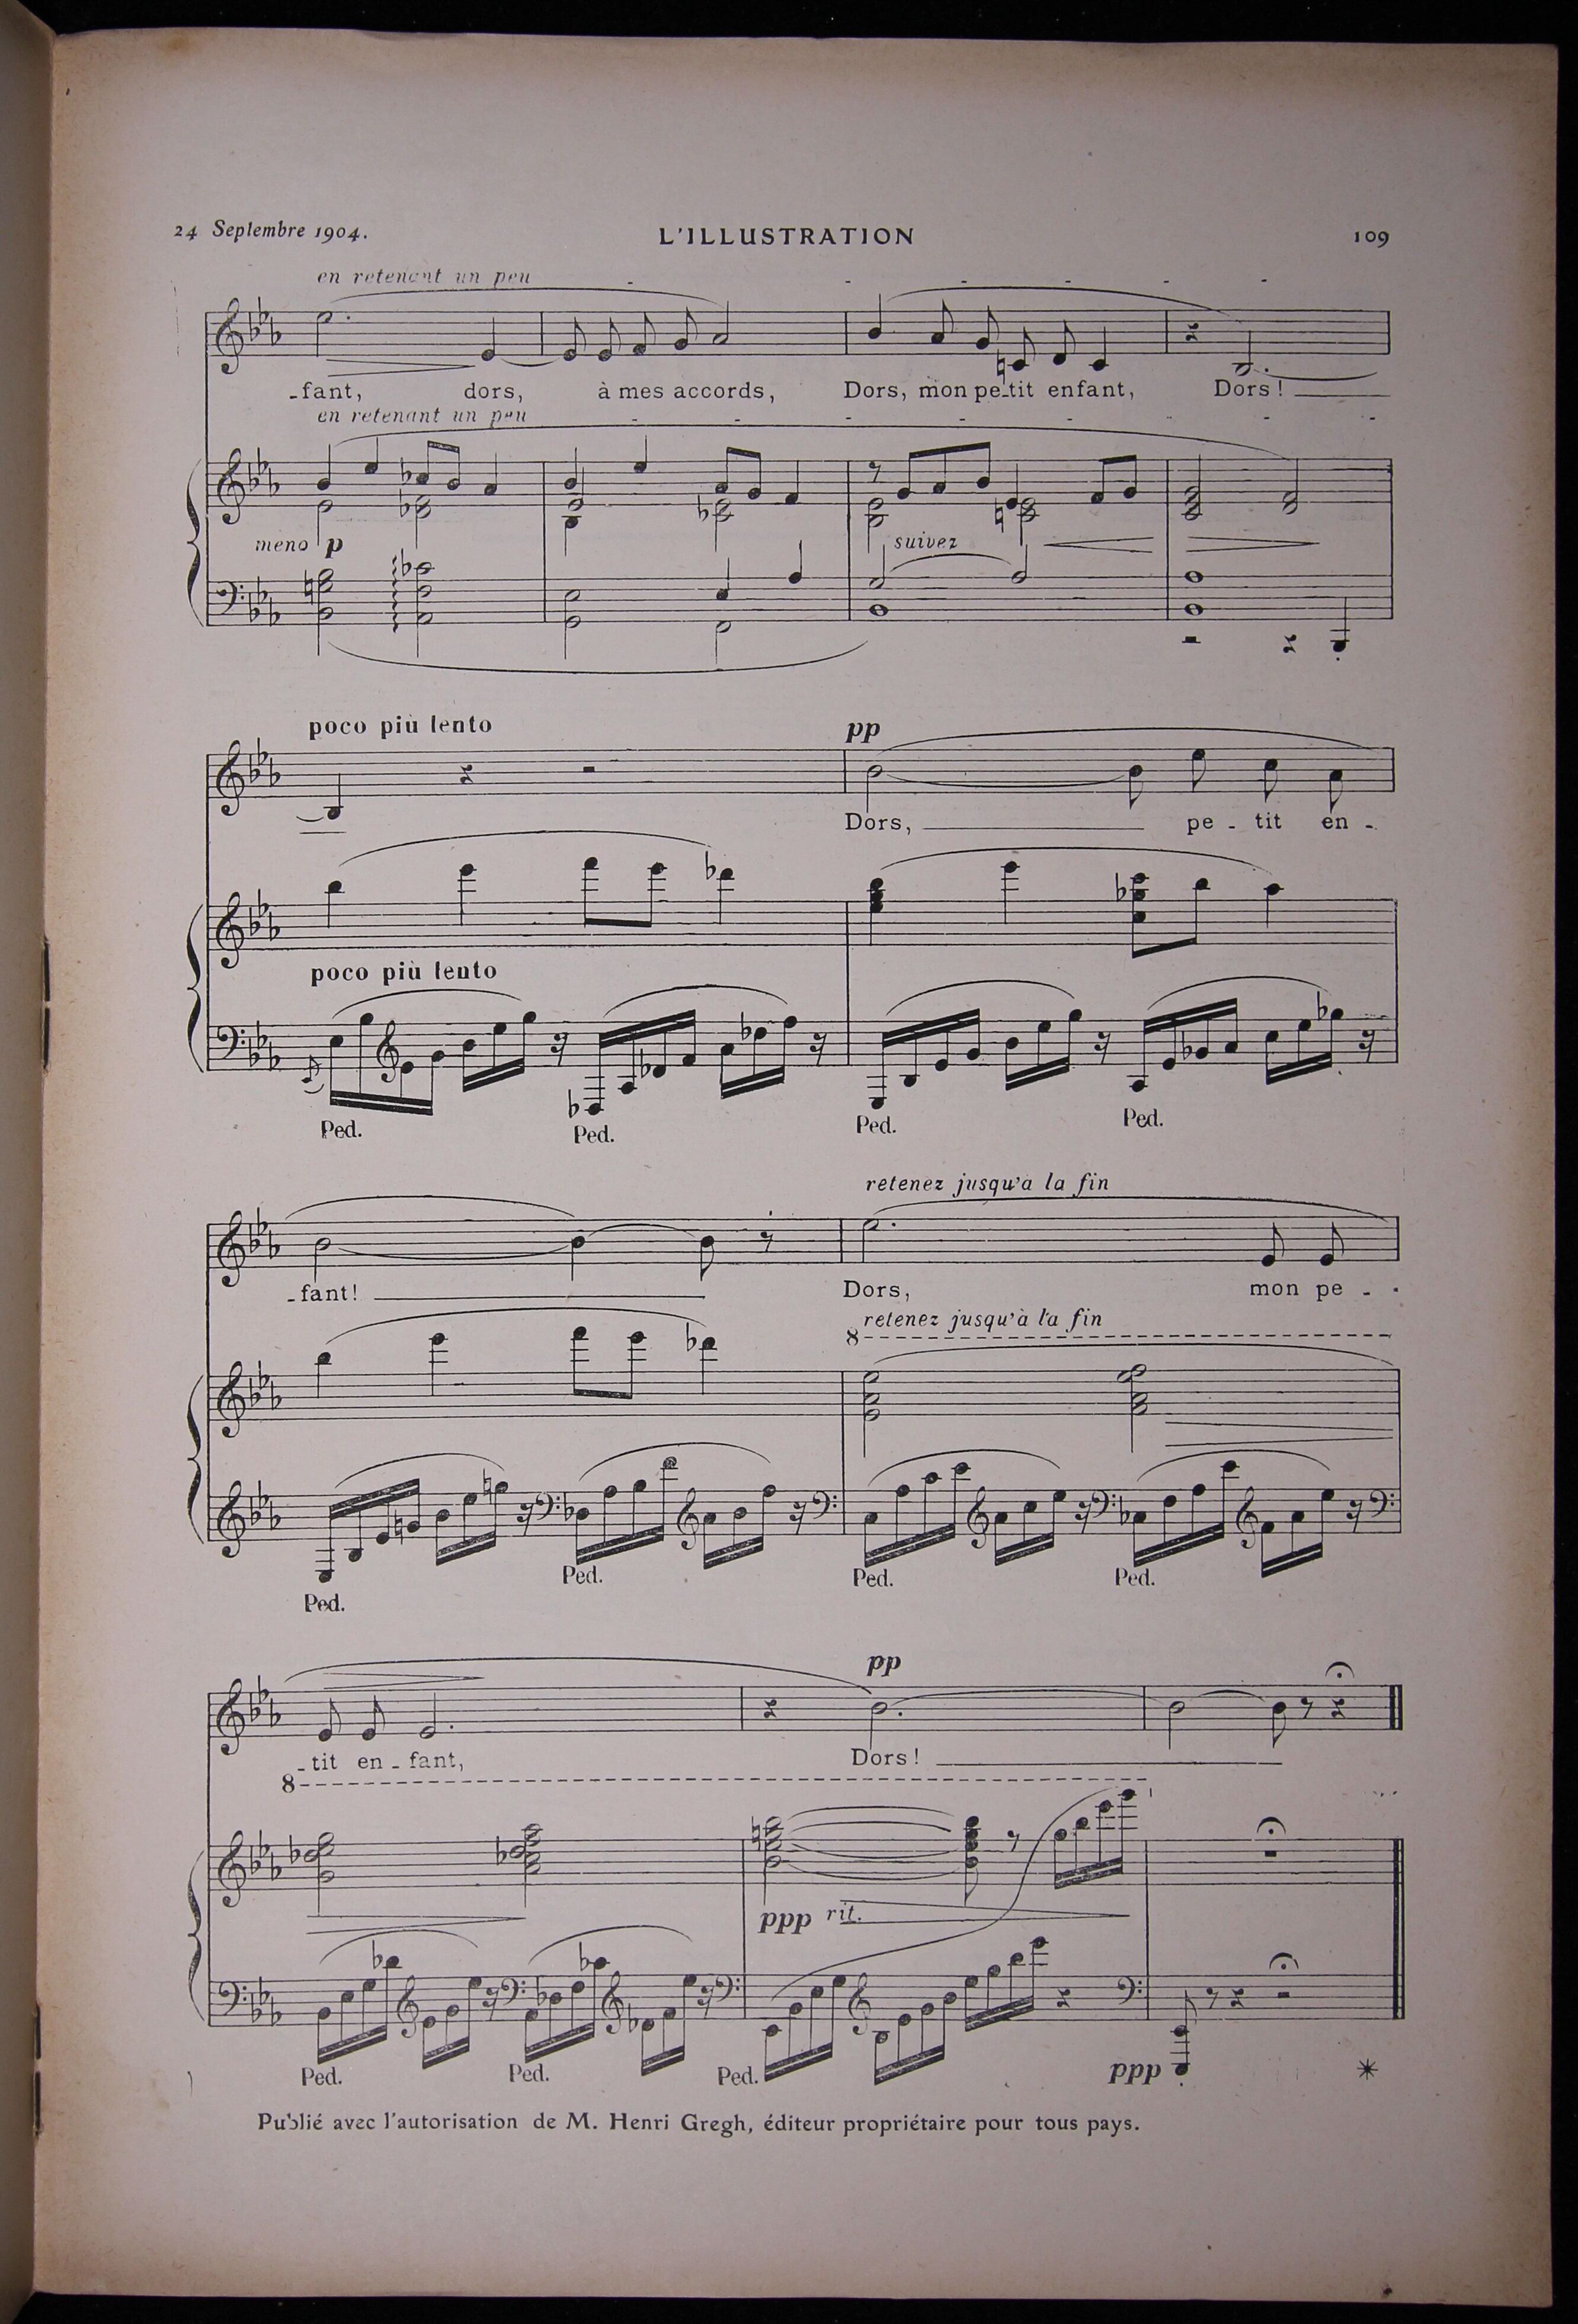 24 Septembre 1904. L'ILLUSTRATION 109
en retenant un peu
-fant, dors, à mes accords, Dors, mon pe-tit enfant, Dors!
en retenant un peu
meno p suivez
poco più lento pp
Dors, pe - tit en -
poco più lento
Ped. Ped. Ped. Ped.
retenez jusqu'à la fin
-fant! Dors, mon pe -
retenez jusqu'à la fin
8
Ped. Ped. Ped. Ped.
pp
-tit en - fant, Dors!
8
ppp rit.
Ped. Ped. Ped. ppp
Publié avec l'autorisation de M. Henri Gregh, éditeur propriétaire pour tous pays.